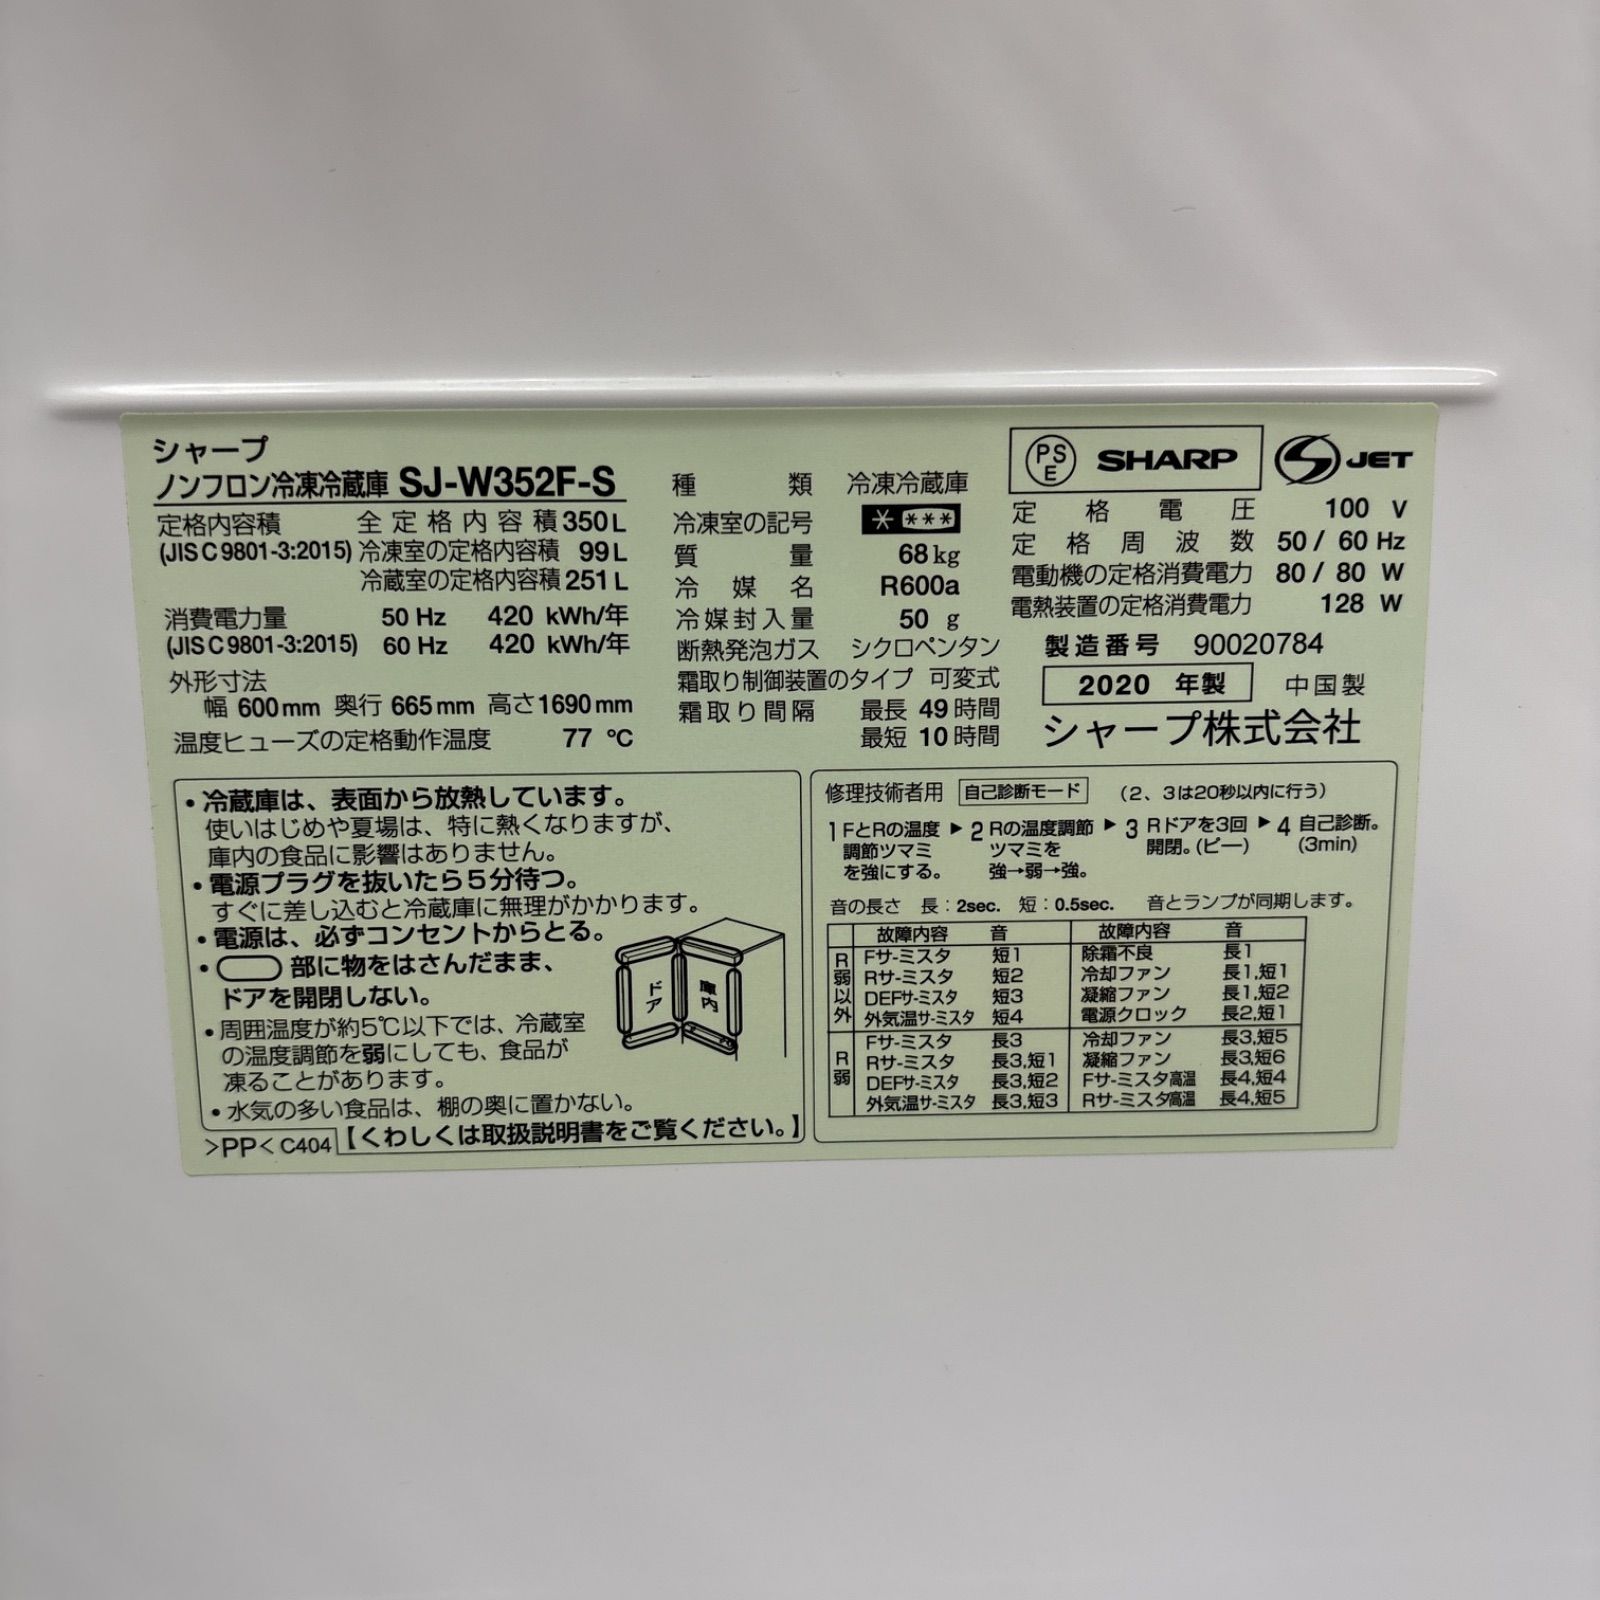 シャープ
ノンフロン冷凍冷蔵庫 SJ-W352F-S
定格内容積 全定格内容積 350L
(JIS C 9801-3:2015) 冷凍室の定格内容積 99L
冷蔵室の定格内容積 251L
消費電力量 50 Hz 420 kWh/年
(JIS C 9801-3:2015) 60 Hz 420 kWh/年
外形寸法
幅 600mm 奥行 665mm 高さ1690mm
温度ヒューズの定格動作温度 77 ℃
種類 冷凍冷蔵庫
冷凍室の記号 * ***
質量 68kg
冷媒名 R600a
冷媒封入量 50 g
断熱発泡ガス シクロペンタン
霜取り制御装置のタイプ 可変式
霜取り間隔 最長 49時間
最短 10時間
PSE SHARP S JET
定格電圧 100 V
定格周波数 50/ 60 Hz
電動機の定格消費電力 80/ 80 W
電熱装置の定格消費電力 128 W
製造番号 90020784
2020 年製 中国製
シャープ株式会社
・冷蔵庫は、表面から放熱しています。
使いはじめや夏場は、特に熱くなりますが、
庫内の食品に影響はありません。
・電源プラグを抜いたら5分待つ。
すぐに差し込むと冷蔵庫に無理がかかります。
・電源は、必ずコンセントからとる。
・部に物をはさんだまま、
ドアを開閉しない。
・周囲温度が約5℃以下では、冷蔵室
の温度調節を弱にしても、食品が
凍ることがあります。
・水気の多い食品は、棚の奥に置かない。
ドア 庫内
>PP< C404 【くわしくは取扱説明書をご覧ください。】
修理技術者用 自己診断モード (2、3は20秒以内に行う)
1 FとRの温度 ▶ 2 Rの温度調節 ▶ 3 Rドアを3回 ▶ 4 自己診断。
調節ツマミ ツマミを 開閉。(ピー) (3min)
を強にする。 強→弱→強。
音の長さ 長：2sec. 短：0.5sec. 音とランプが同期します。
故障内容 音 故障内容 音
R弱以外 Fサーミスタ 短1 除霜不良 長1
Rサーミスタ 短2 冷却ファン 長1,短1
DEFサーミスタ 短3 凝縮ファン 長1,短2
外気温サーミスタ 短4 電源クロック 長2,短1
R弱 Fサーミスタ 長3 冷却ファン 長3,短5
Rサーミスタ 長3,短1 凝縮ファン 長3,短6
DEFサーミスタ 長3,短2 Fサーミスタ高温 長4,短4
外気温サーミスタ 長3,短3 Rサーミスタ高温 長4,短5